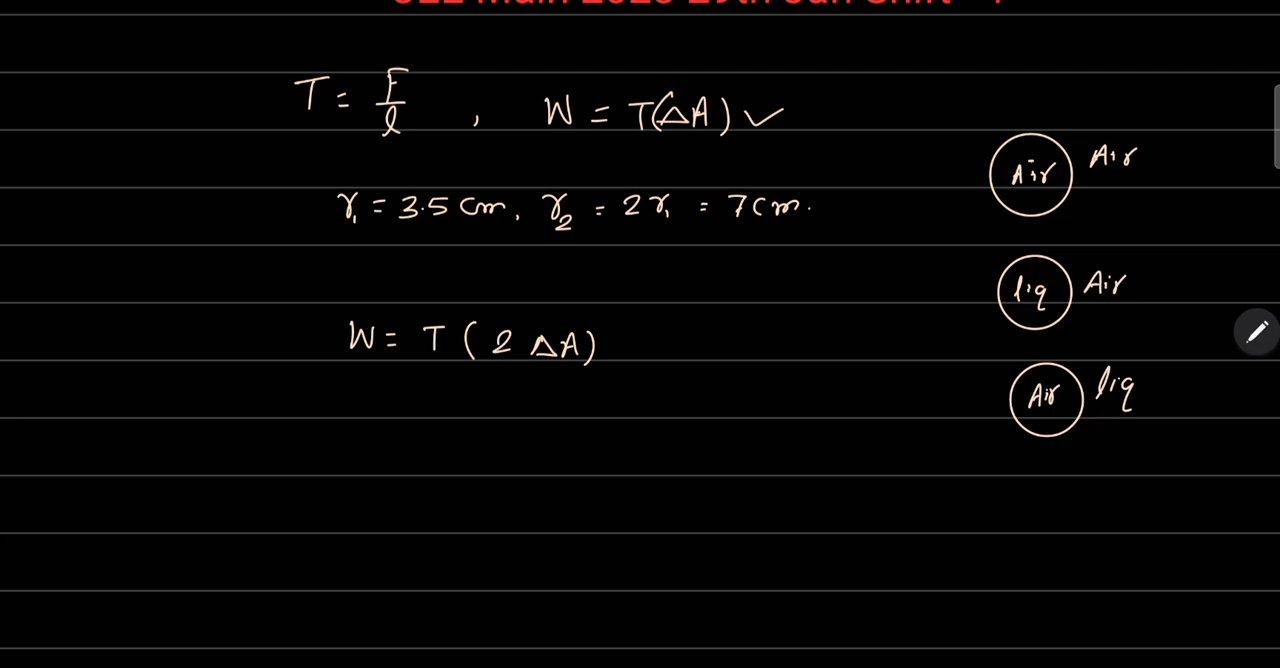 T = F/l , W = T(ΔA) ✓
r₁ = 3.5 cm, r₂ = 2r₁ = 7 cm.
W = T ( 2 ΔA)
Air Air
liq Air
Air liq